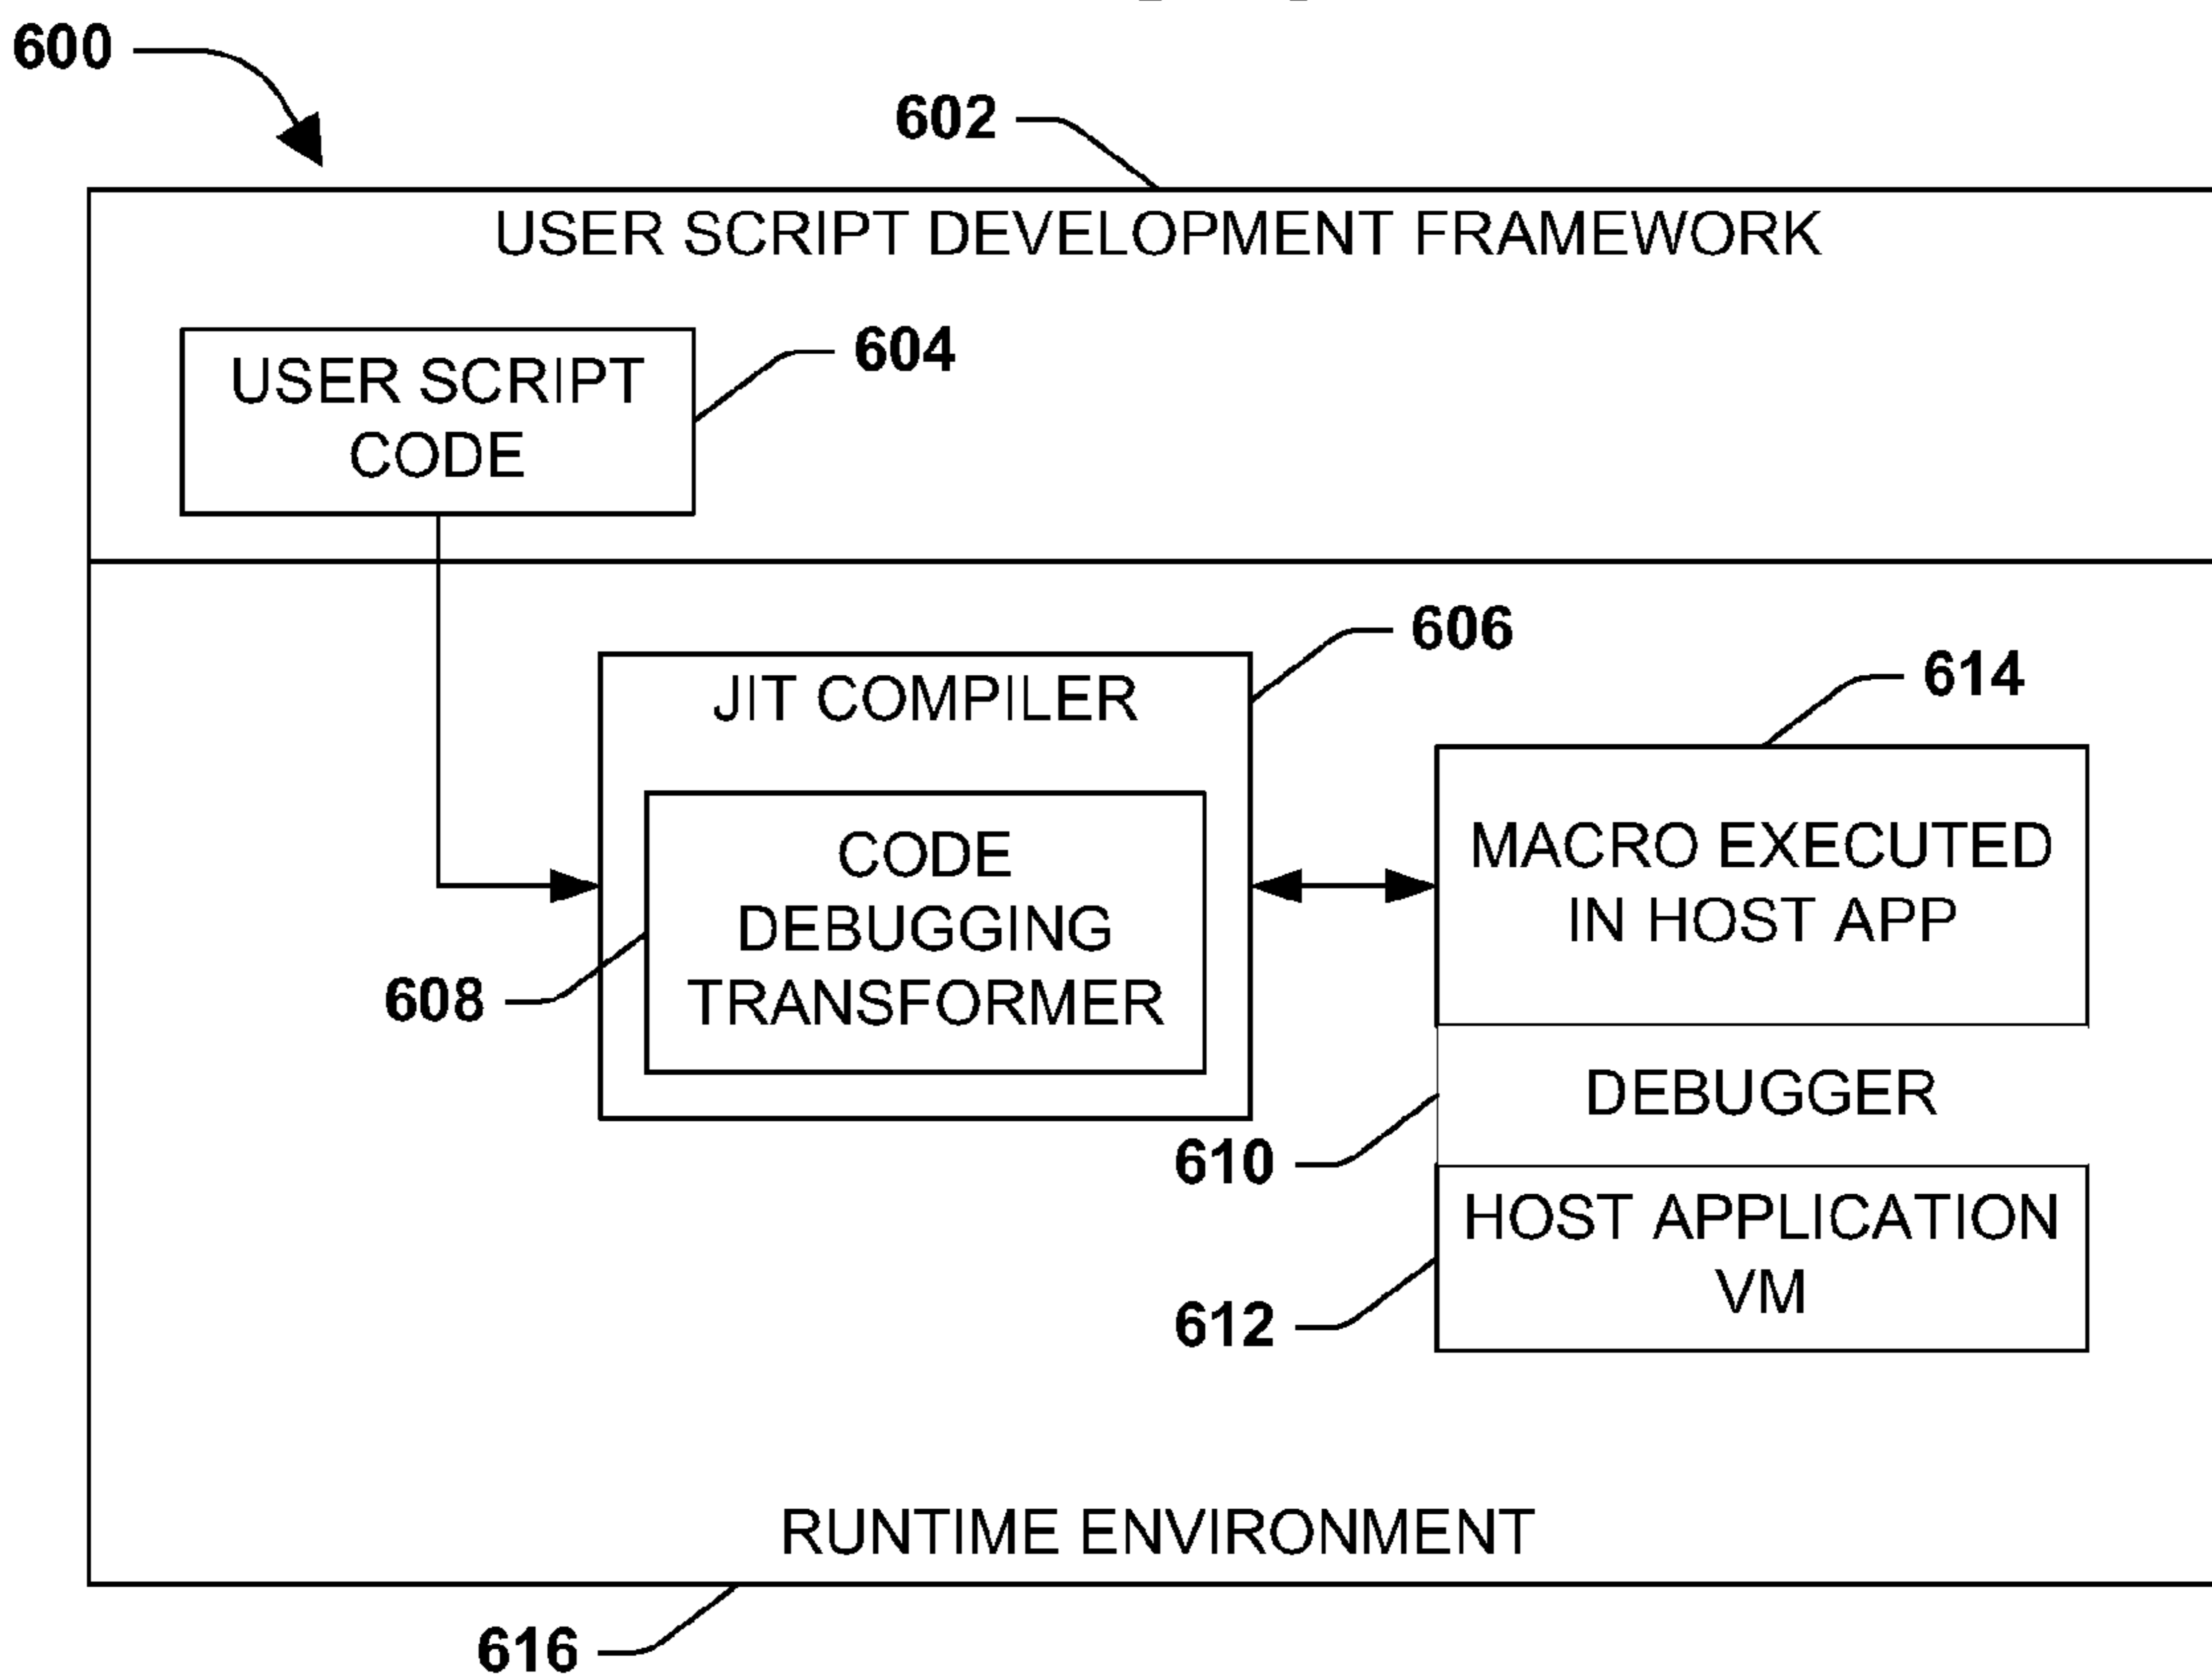 600
602
USER SCRIPT DEVELOPMENT FRAMEWORK
USER SCRIPT
CODE
604
606
JIT COMPILER
614
CODE
DEBUGGING
TRANSFORMER
608
MACRO EXECUTED
IN HOST APP
DEBUGGER
610
HOST APPLICATION
VM
612
RUNTIME ENVIRONMENT
616